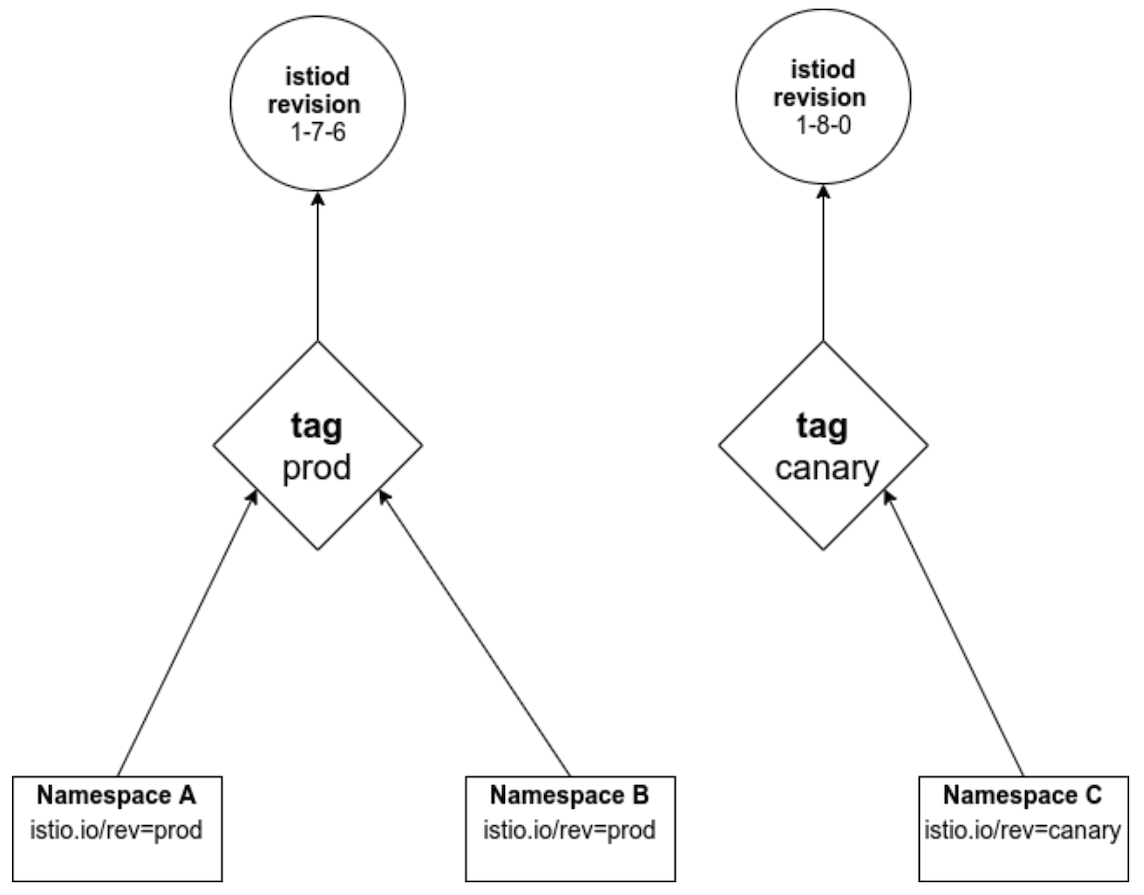 istiod
revision
1-7-6
istiod
revision
1-8-0
tag
prod
tag
canary
Namespace A
istio.io/rev=prod
Namespace B
istio.io/rev=prod
Namespace C
istio.io/rev=canary